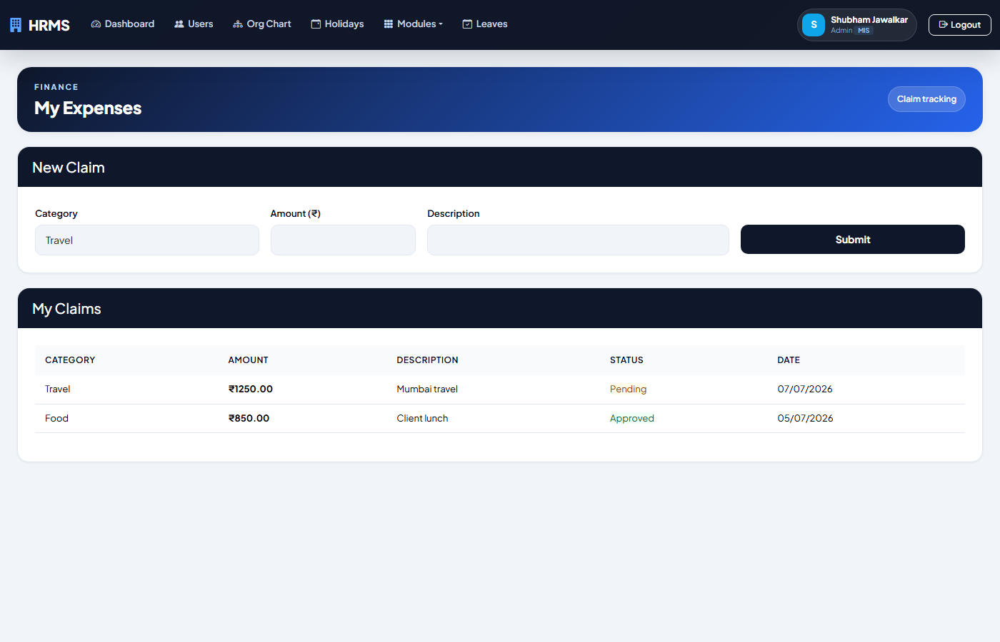 HRMS Dashboard Users Org Chart Holidays Modules Leaves S Shubham Jawalkar Logout
Admin MIS
FINANCE
My Expenses
Claim tracking
New Claim
Category Amount (₹) Description
Travel Submit
My Claims
CATEGORY AMOUNT DESCRIPTION STATUS DATE
Travel ₹1250.00 Mumbai travel Pending 07/07/2026
Food ₹850.00 Client lunch Approved 05/07/2026